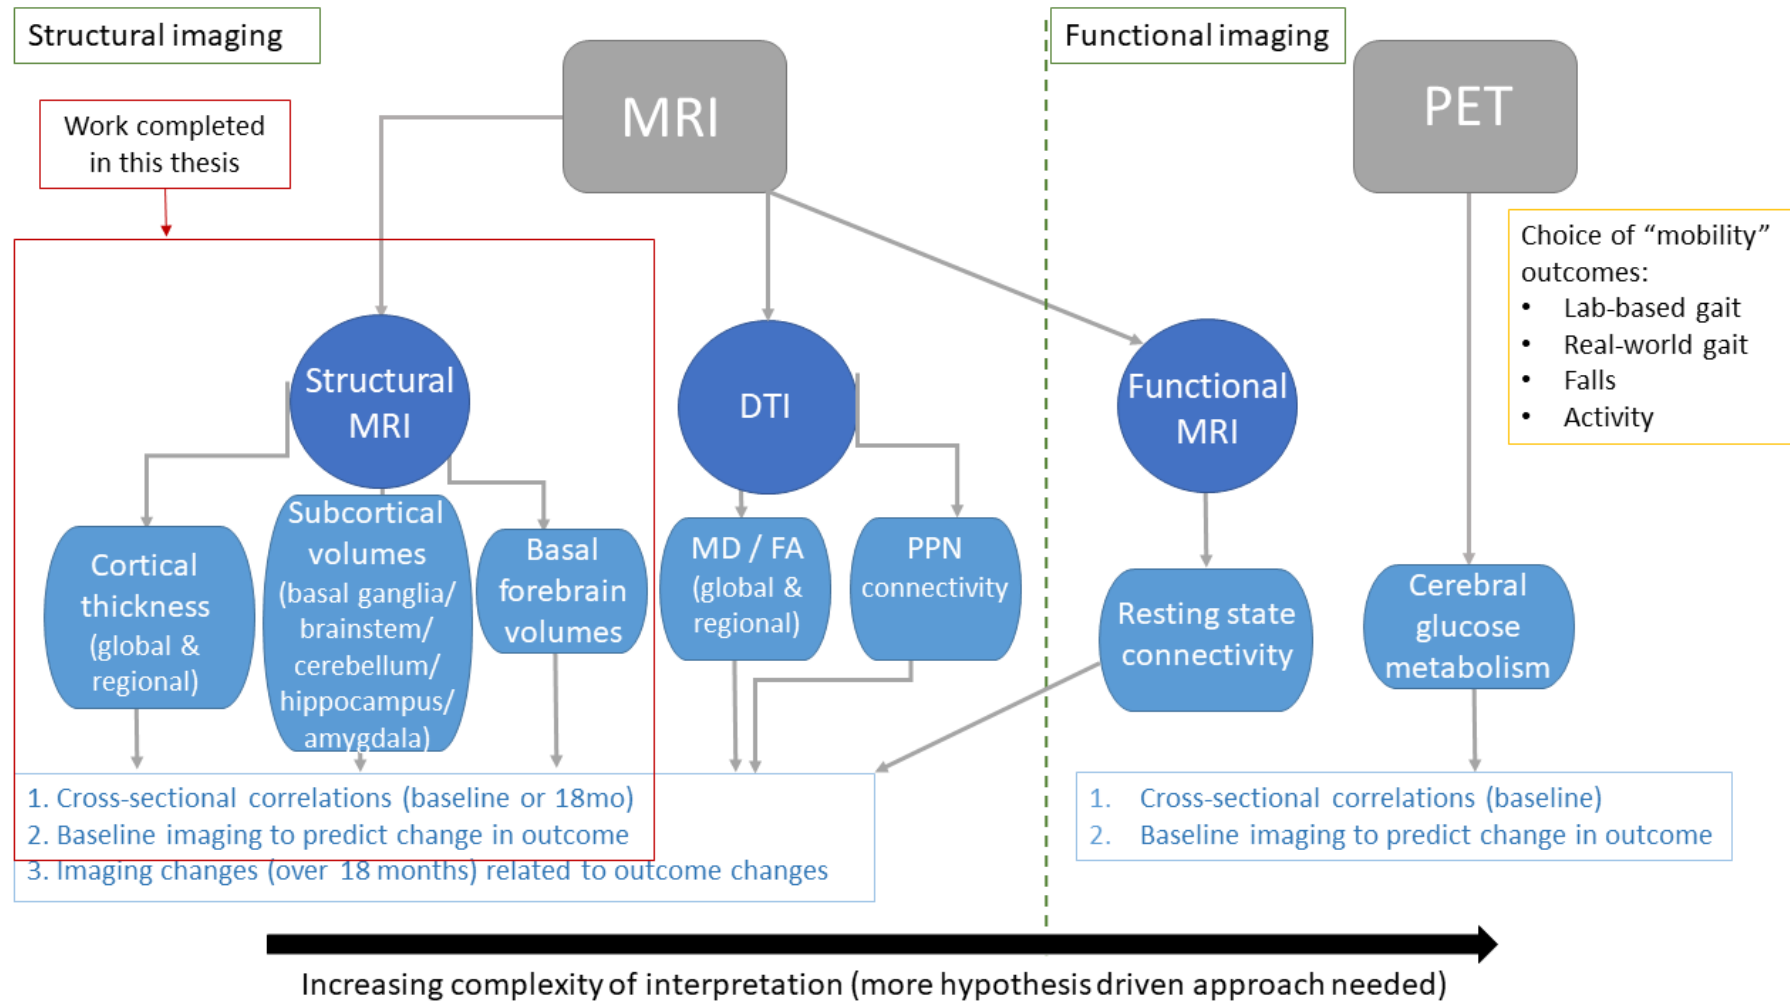 Structural imaging
Functional imaging
MRI
PET
Work completed
in this thesis
Choice of “mobility”
outcomes:
• Lab-based gait
• Real-world gait
• Falls
• Activity
Structural
MRI
DTI
Functional
MRI
Cortical
thickness
(global &
regional)
Subcortical
volumes
(basal ganglia/
brainstem/
cerebellum/
hippocampus/
amygdala)
Basal
forebrain
volumes
MD / FA
(global &
regional)
PPN
connectivity
Resting state
connectivity
Cerebral
glucose
metabolism
1. Cross-sectional correlations (baseline or 18mo)
2. Baseline imaging to predict change in outcome
3. Imaging changes (over 18 months) related to outcome changes
1. Cross-sectional correlations (baseline)
2. Baseline imaging to predict change in outcome
Increasing complexity of interpretation (more hypothesis driven approach needed)